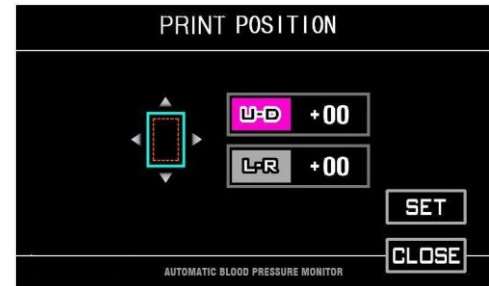 PRINT POSITION
U-D +00
L-R +00
SET
CLOSE
AUTOMATIC BLOOD PRESSURE MONITOR